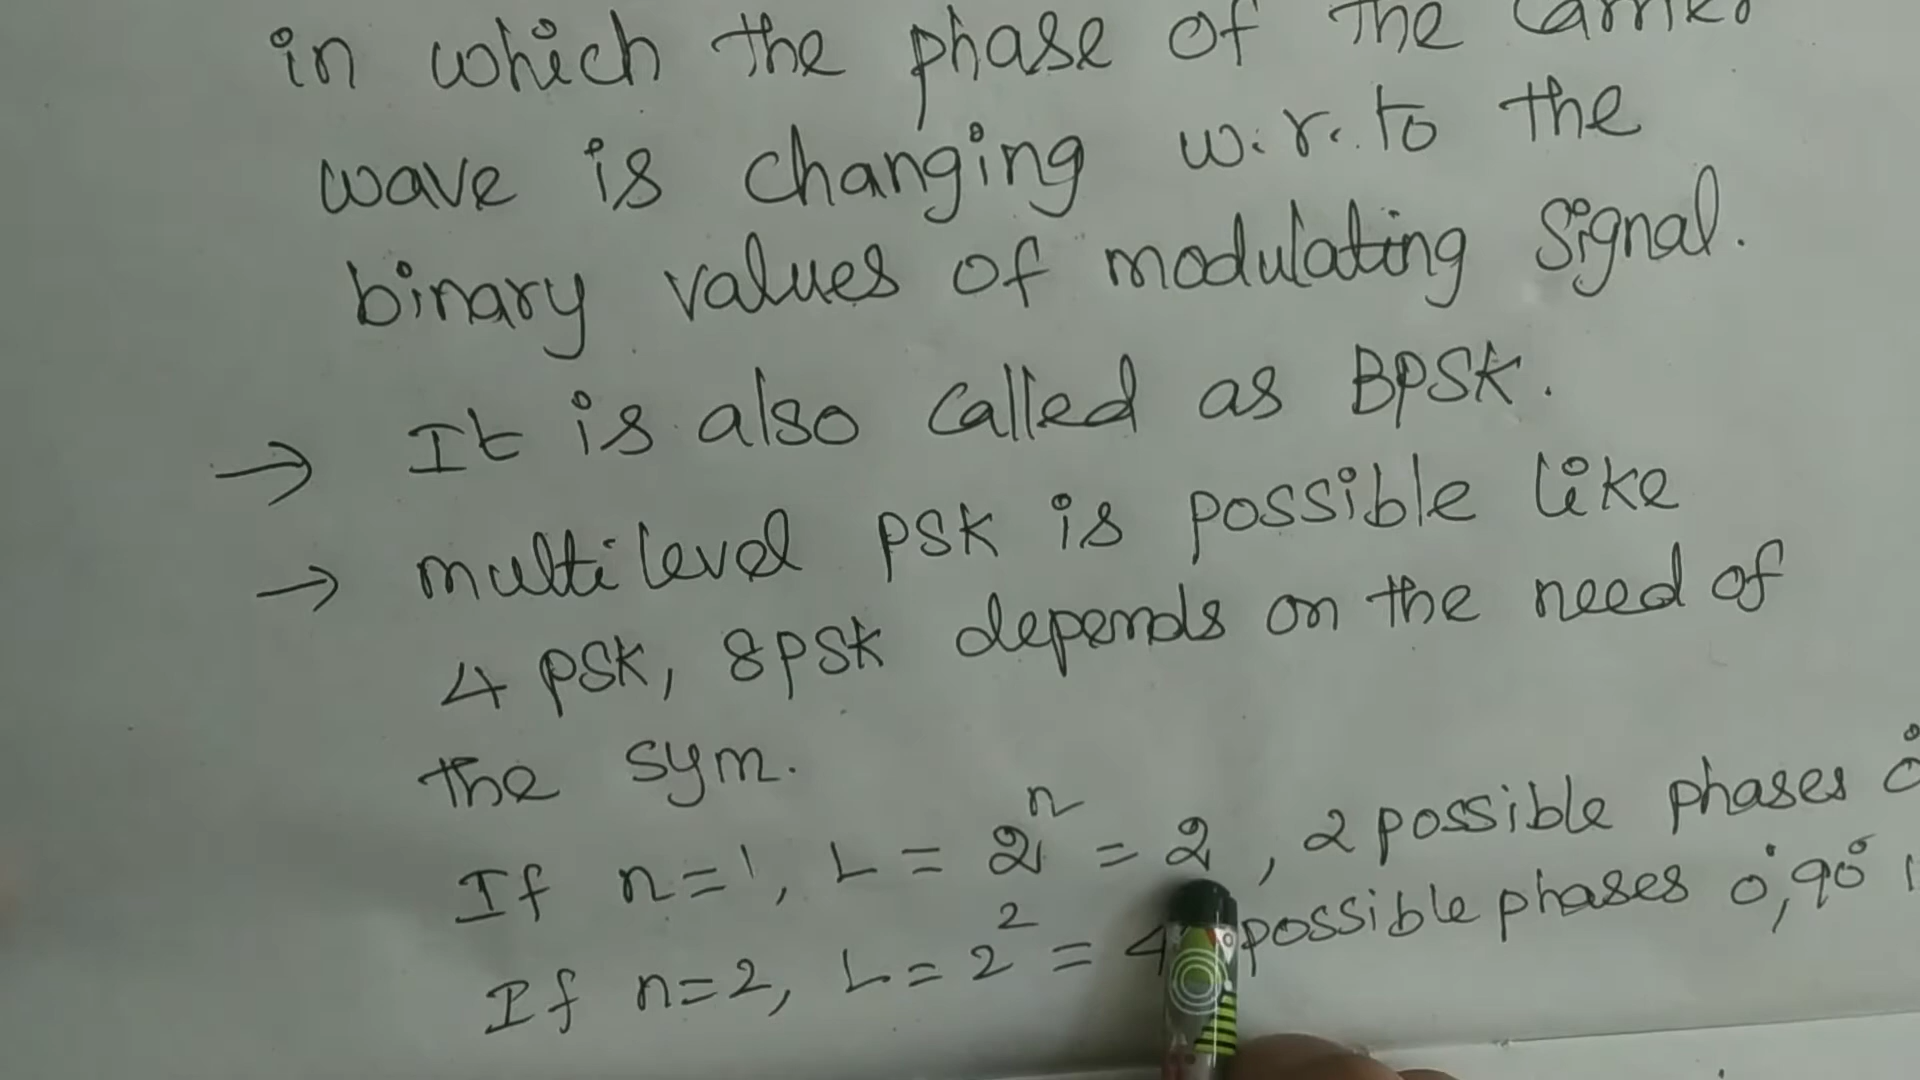 in which the phase of the carrier
wave is changing w.r.to the
binary values of modulating signal.
→ It is also called as BPSK.
→ multilevel PSK is possible like
4 PSK, 8PSK depends on the need of
the sym.
If n=1, L = 2^n = 2, 2 possible phases 0°
If n=2, L = 2^2 = 4 possible phases 0°, 90°